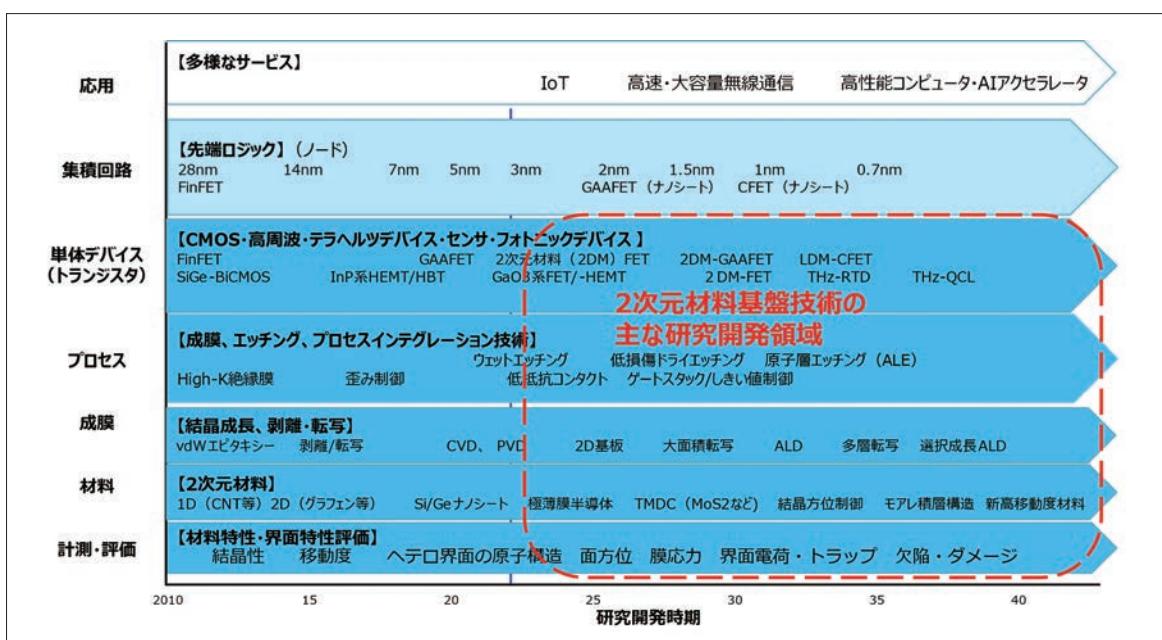 応用
【多様なサービス】
IoT 高速・大容量無線通信 高性能コンピュータ・AIアクセラレータ
集積回路
【先端ロジック】(ノード)
28nm 14nm 7nm 5nm 3nm 2nm 1.5nm 1nm 0.7nm
FinFET GAAFET(ナノシート) CFET(ナノシート)
単体デバイス
(トランジスタ)
【CMOS・高周波・テラヘルツデバイス・センサ・フォトニックデバイス】
FinFET GAAFET 2次元材料(2DM)FET 2DM-GAAFET LDM-CFET
SiGe-BiCMOS InP系HEMT/HBT GaO3系FET/-HEMT 2DM-FET THz-RTD THz-QCL
2次元材料基盤技術の
主な研究開発領域
プロセス
【成膜、エッチング、プロセスインテグレーション技術】
ウェットエッチング 低損傷ドライエッチング 原子層エッチング(ALE)
High-K絶縁膜 歪み制御 低抵抗コンタクト ゲートスタック/しきい値制御
成膜
【結晶成長、剥離・転写】
vdWエピタキシー 剥離/転写 CVD、PVD 2D基板 大面積転写 ALD 多層転写 選択成長ALD
材料
【2次元材料】
1D(CNT等)2D(グラフェン等) Si/Geナノシート 極薄膜半導体 TMDC(MoS2など) 結晶方位制御 モアレ積層構造 新高移動度材料
計測・評価
【材料特性・界面特性評価】
結晶性 移動度 ヘテロ界面の原子構造 面方位 膜応力 界面電荷・トラップ 欠陥・ダメージ
2010 15 20 25 30 35 40
研究開発時期